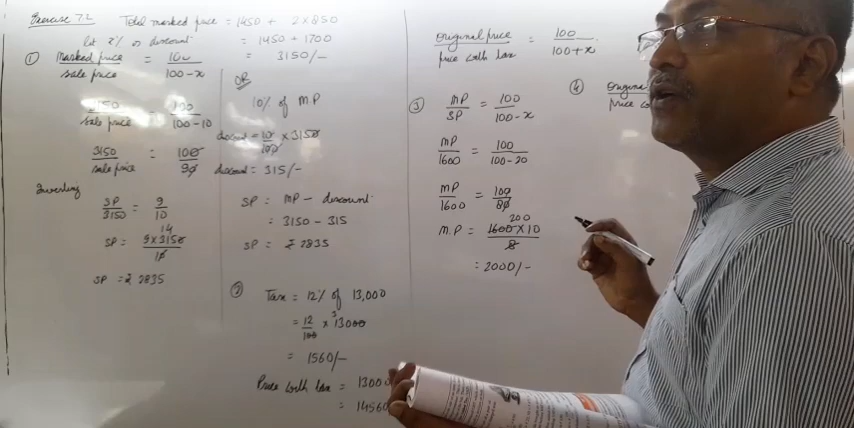 Exercise 7.2
Total marked price = 1450 + 2 x 850
= 1450 + 1700
= 3150/-
let x% is discount
① Marked price / sale price = 100 / 100 - x
3150 / sale price = 100 / 100 - 10
3150 / sale price = 100 / 90
Inverting
SP / 3150 = 9 / 10
SP = 9 x 3150 / 10
SP = ₹ 2835
OR
10% of M.P
discount = 10 / 100 x 3150
discount = 315/-
SP = MP - discount
= 3150 - 315
SP = ₹ 2835
② Tax = 12% of 13,000
= 12 / 100 x 13000
= 1560/-
Price with tax = 13000
= 14560
original price / price with tax = 100 / 100 + x
③ MP / SP = 100 / 100 - x
MP / 1600 = 100 / 100 - 20
MP / 1600 = 100 / 80
200
M.P = 1600 x 10 / 8
= 2000/-
④ Origina
price